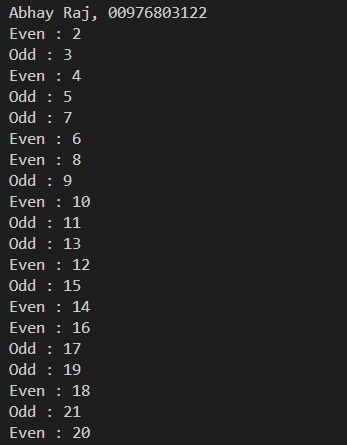 Abhay Raj, 00976803122
Even : 2
Odd : 3
Even : 4
Odd : 5
Odd : 7
Even : 6
Even : 8
Odd : 9
Even : 10
Odd : 11
Odd : 13
Even : 12
Odd : 15
Even : 14
Even : 16
Odd : 17
Odd : 19
Even : 18
Odd : 21
Even : 20